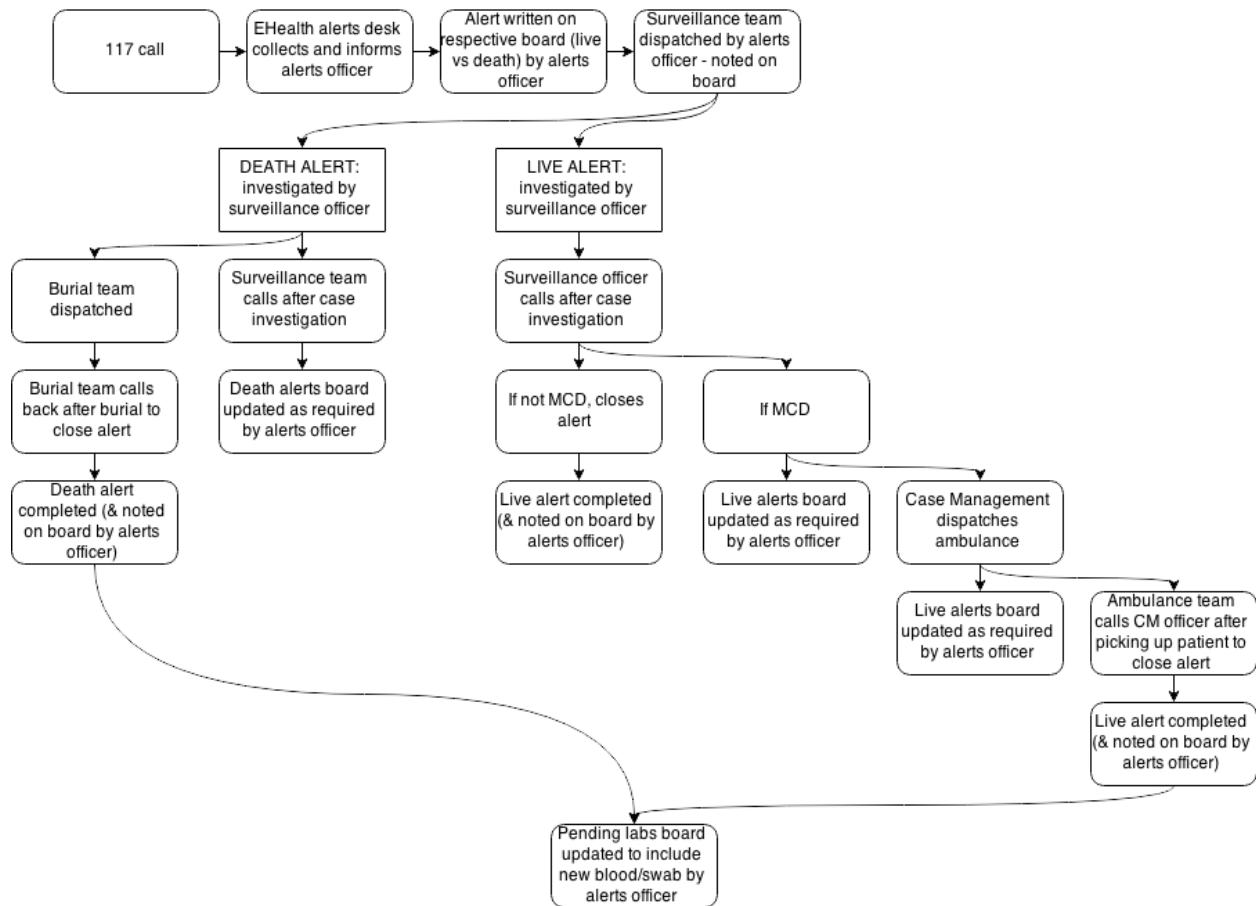 117 call
EHealth alerts desk
collects and informs
alerts officer
Alert written on
respective board (live
vs death) by alerts
officer
Surveillance team
dispatched by alerts
officer - noted on
board
DEATH ALERT:
investigated by
surveillance officer
LIVE ALERT:
investigated by
surveillance officer
Burial team
dispatched
Surveillance team
calls after case
investigation
Surveillance officer
calls after case
investigation
Burial team calls
back after burial to
close alert
Death alerts board
updated as required
by alerts officer
If not MCD, closes
alert
If MCD
Death alert
completed (& noted
on board by alerts
officer)
Live alert completed
(& noted on board by
alerts officer)
Live alerts board
updated as required
by alerts officer
Case Management
dispatches
ambulance
Live alerts board
updated as required
by alerts officer
Ambulance team
calls CM officer after
picking up patient to
close alert
Live alert completed
(& noted on board by
alerts officer)
Pending labs board
updated to include
new blood/swab by
alerts officer